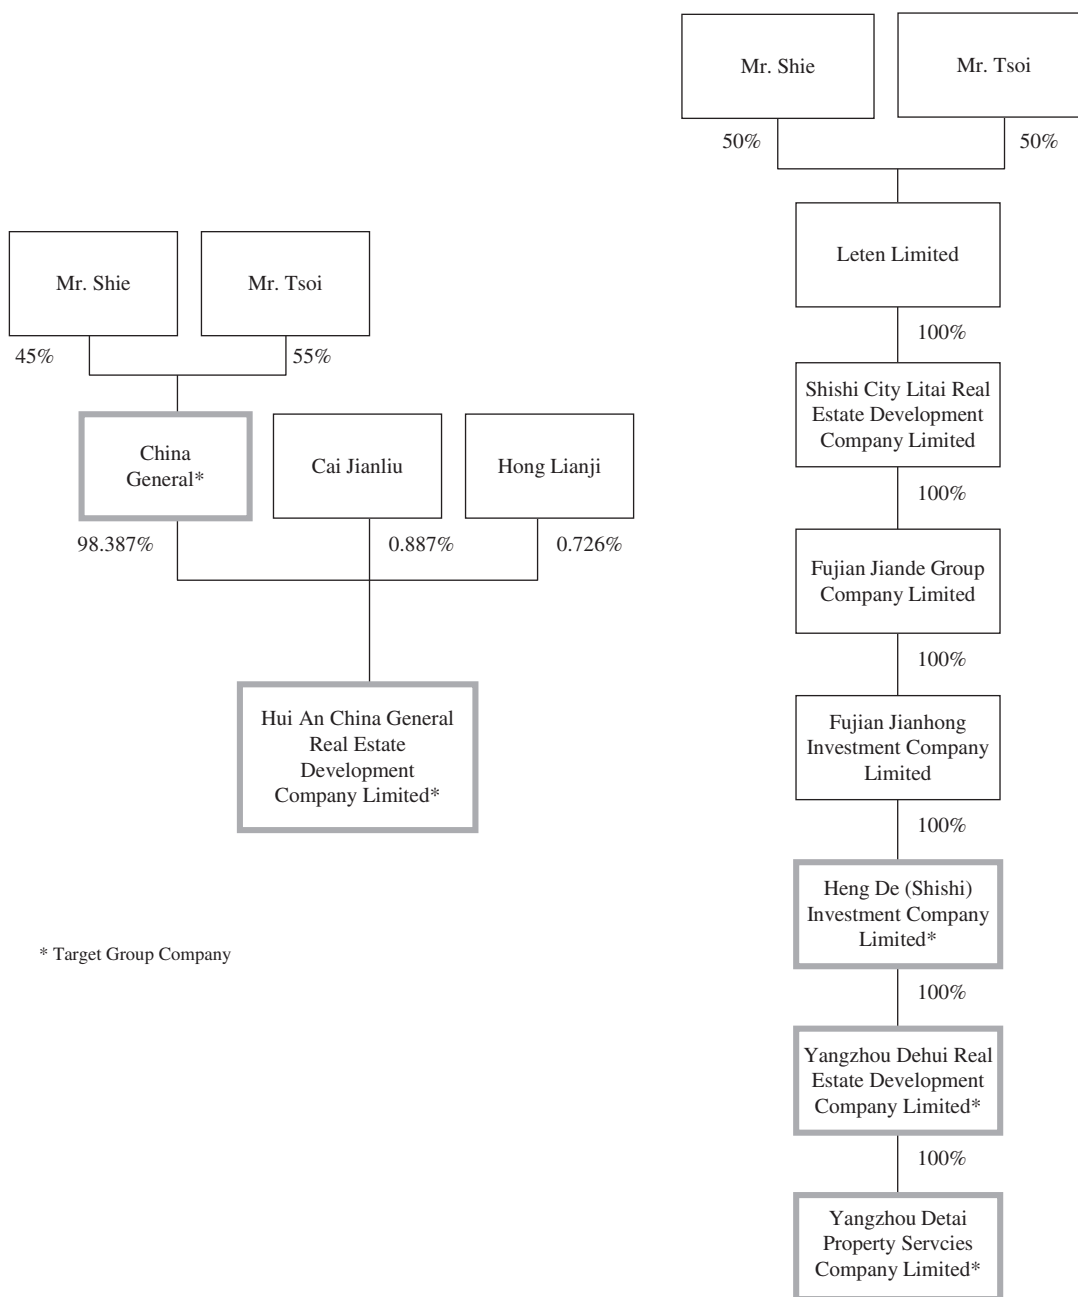 Mr. Shie
Mr. Tsoi
50%
50%
Leten Limited
100%
Shishi City Litai Real
Estate Development
Company Limited
100%
Fujian Jiande Group
Company Limited
100%
Fujian Jianhong
Investment Company
Limited
100%
Heng De (Shishi)
Investment Company
Limited*
100%
Yangzhou Dehui Real
Estate Development
Company Limited*
100%
Yangzhou Detai
Property Servcies
Company Limited*
Mr. Shie
Mr. Tsoi
45%
55%
China
General*
Cai Jianliu
Hong Lianji
98.387%
0.887%
0.726%
Hui An China General
Real Estate
Development
Company Limited*
* Target Group Company